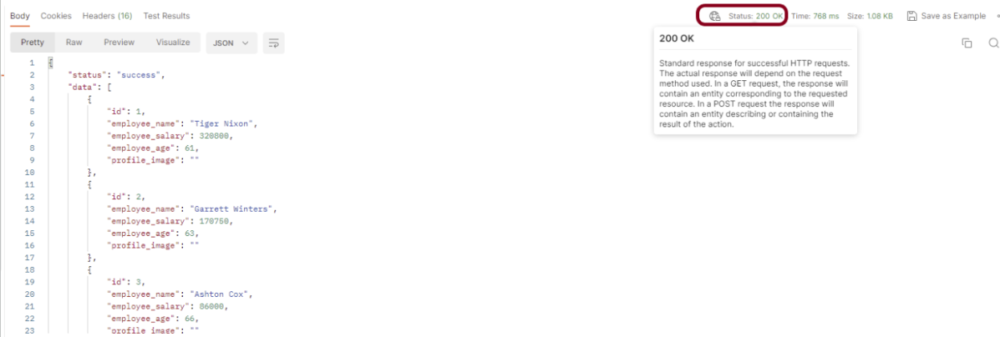 Body Cookies Headers (16) Test Results Status: 200 OK Time: 768 ms Size: 1.08 KB Save as Example
Pretty Raw Preview Visualize JSON
200 OK
Standard response for successful HTTP requests.
The actual response will depend on the request
method used. In a GET request, the response will
contain an entity corresponding to the requested
resource. In a POST request the response will
contain an entity describing or containing the
result of the action.
1 {
2 "status": "success",
3 "data": [
4 {
5 "id": 1,
6 "employee_name": "Tiger Nixon",
7 "employee_salary": 320800,
8 "employee_age": 61,
9 "profile_image": ""
10 },
11 {
12 "id": 2,
13 "employee_name": "Garrett Winters",
14 "employee_salary": 170750,
15 "employee_age": 63,
16 "profile_image": ""
17 },
18 {
19 "id": 3,
20 "employee_name": "Ashton Cox",
21 "employee_salary": 86000,
22 "employee_age": 66,
23 "profile_image": ""